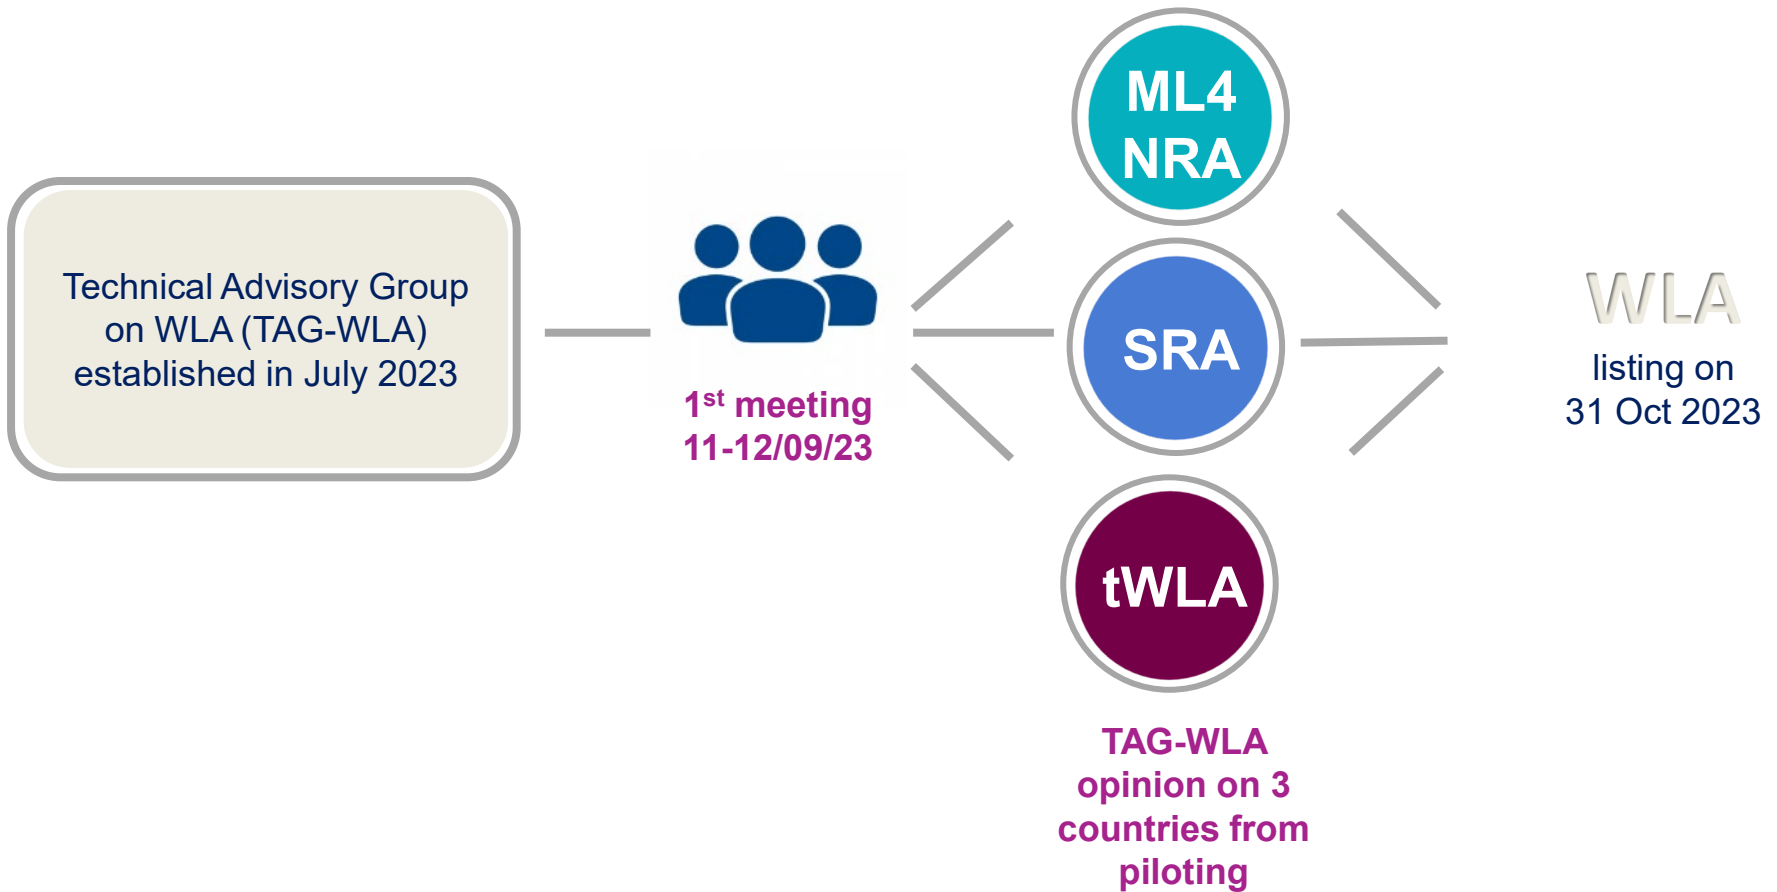 Technical Advisory Group
on WLA (TAG-WLA)
established in July 2023
1st meeting
11-12/09/23
ML4
NRA
SRA
tWLA
TAG-WLA
opinion on 3
countries from
piloting
WLA
listing on
31 Oct 2023